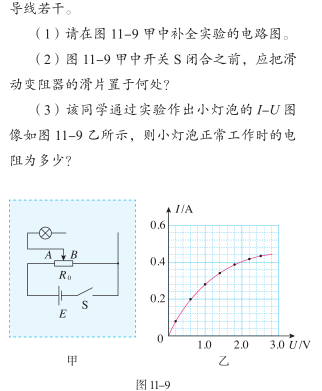 导线若干。
（1）请在图 11-9 甲中补全实验的电路图。
（2）图 11-9 甲中开关 S 闭合之前，应把滑
动变阻器的滑片置于何处？
（3）该同学通过实验作出小灯泡的 I-U 图
像如图 11-9 乙所示，则小灯泡正常工作时的电
阻为多少？
I/A
0.6
0.4
0.2
0
1.0 2.0 3.0 U/V
A B
R₀
S
E
甲 乙
图 11-9